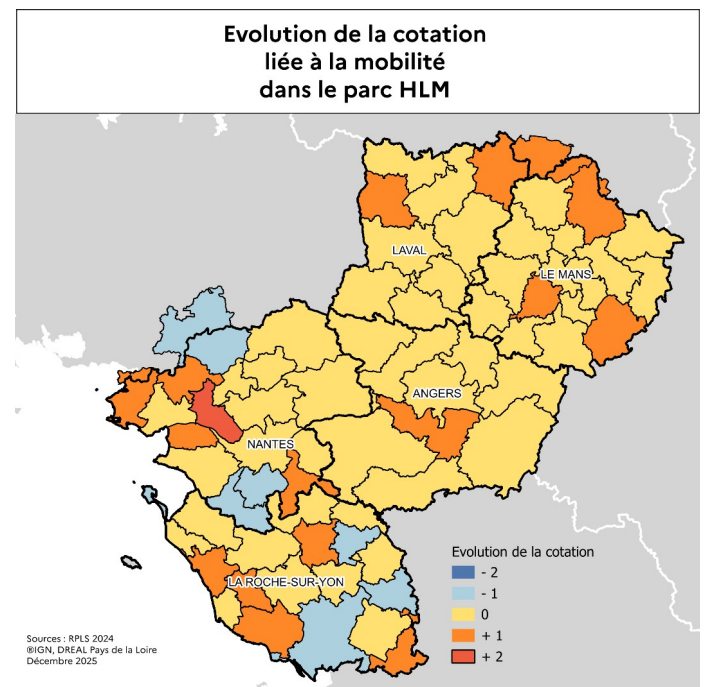 Evolution de la cotation
liée à la mobilité
dans le parc HLM
LAVAL
LE MANS
ANGERS
NANTES
LA ROCHE-SUR-YON
Evolution de la cotation
- 2
- 1
0
+ 1
+ 2
Sources : RPLS 2024
®IGN, DREAL Pays de la Loire
Décembre 2025